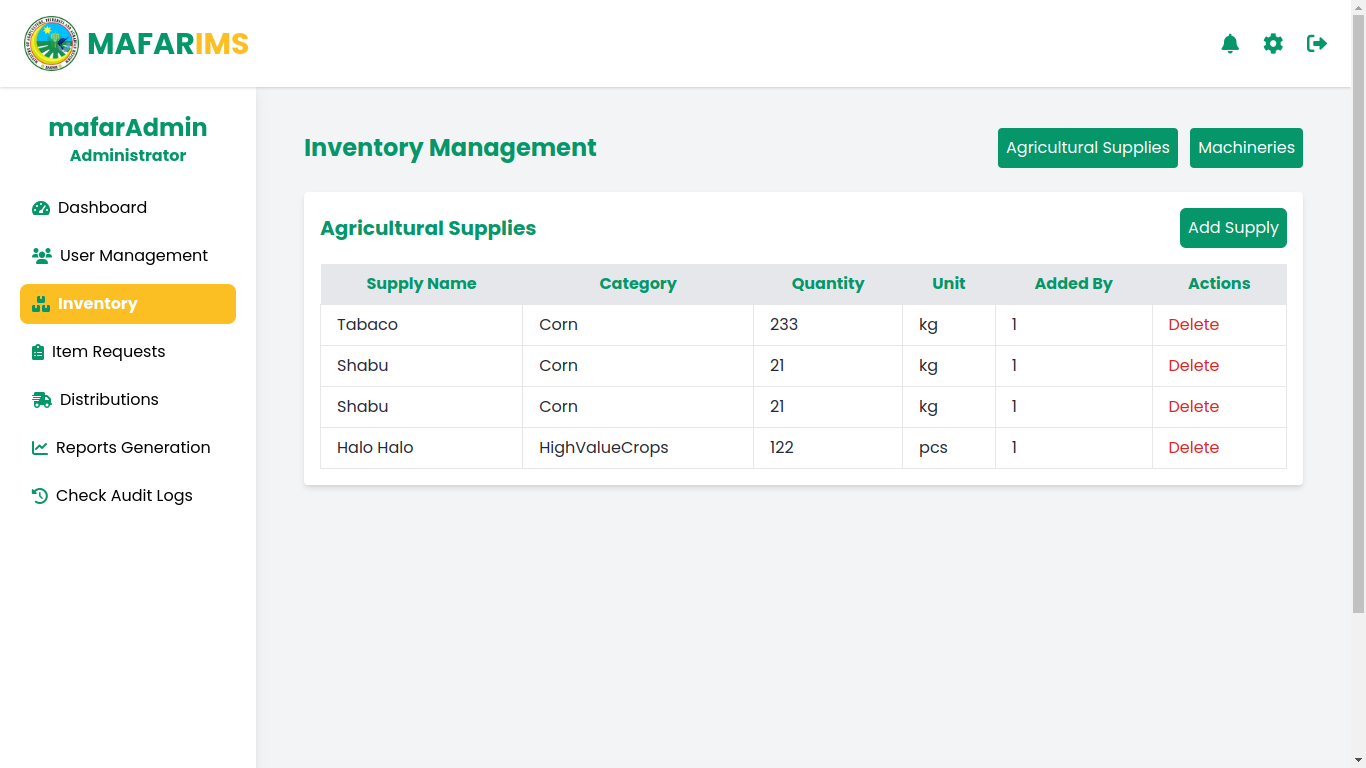 MAFARIMS
mafarAdmin
Administrator
Dashboard
User Management
Inventory
Item Requests
Distributions
Reports Generation
Check Audit Logs
Inventory Management
Agricultural Supplies
Machineries
Agricultural Supplies
Add Supply
Supply Name Category Quantity Unit Added By Actions
Tabaco Corn 233 kg 1 Delete
Shabu Corn 21 kg 1 Delete
Shabu Corn 21 kg 1 Delete
Halo Halo HighValueCrops 122 pcs 1 Delete